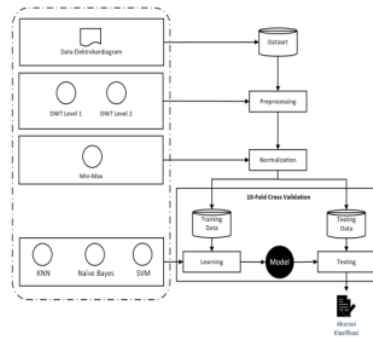 Data Elektrokardiogram
Dataset
DWT Level 1
DWT Level 2
Preprocessing
Min-Max
Normalization
10-Fold Cross Validation
Training
Data
Testing
Data
KNN
Naïve Bayes
SVM
Learning
Model
Testing
Akurasi
Klasifikasi